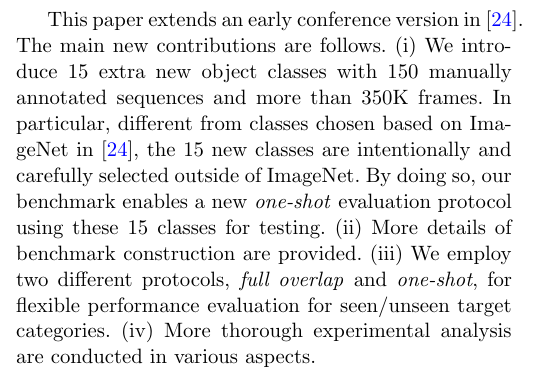 This paper extends an early conference version in [24].
The main new contributions are follows. (i) We intro-
duce 15 extra new object classes with 150 manually
annotated sequences and more than 350K frames. In
particular, different from classes chosen based on Ima-
geNet in [24], the 15 new classes are intentionally and
carefully selected outside of ImageNet. By doing so, our
benchmark enables a new one-shot evaluation protocol
using these 15 classes for testing. (ii) More details of
benchmark construction are provided. (iii) We employ
two different protocols, full overlap and one-shot, for
flexible performance evaluation for seen/unseen target
categories. (iv) More thorough experimental analysis
are conducted in various aspects.